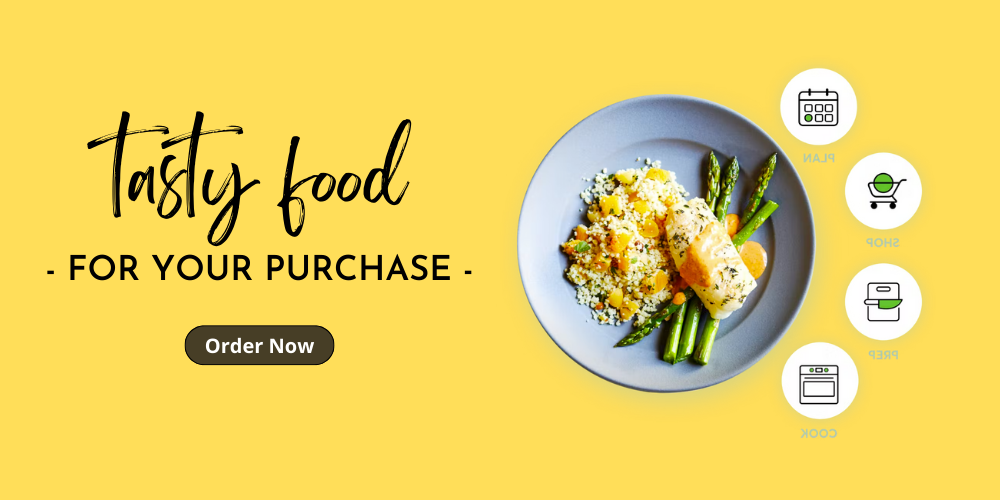 tasty food
- FOR YOUR PURCHASE -
Order Now
PLAN
SHOP
PREP
COOK